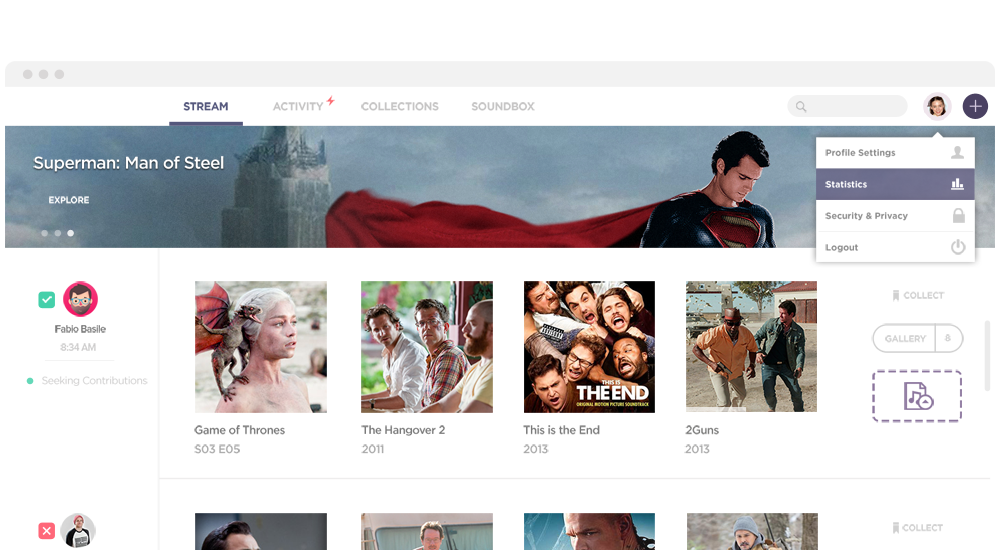 STREAM
ACTIVITY
COLLECTIONS
SOUNDBOX
Superman: Man of Steel
EXPLORE
Profile Settings
Statistics
Security & Privacy
Logout
Fabio Basile
8:34 AM
Seeking Contributions
THIS IS
THE END
ORIGINAL MOTION PICTURE SOUNDTRACK
Game of Thrones
S03 E05
The Hangover 2
2011
This is the End
2013
2Guns
2013
COLLECT
GALLERY 8
COLLECT